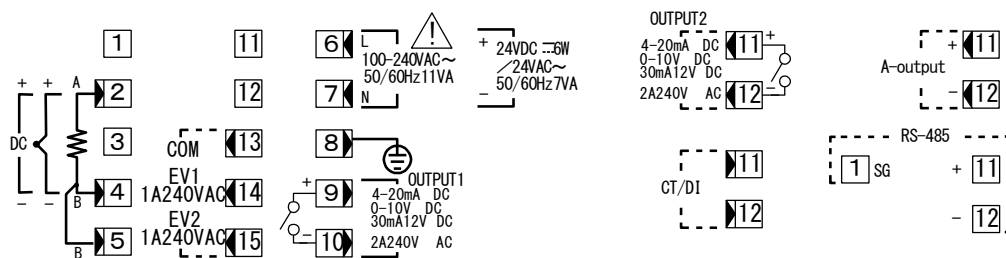 1
2
3
4
5
+ + A
DC
- - B
B
11
12
COM 13
EV1
1A240VAC 14
EV2
1A240VAC 15
6 L
100-240VAC~
50/60Hz11VA
7 N
+ 24VDC 6W
/24VAC~
- 50/60Hz7VA
8
OUTPUT1
+ 9 4-20mA DC
0-10V DC
30mA12V DC
- 10 2A240V AC
OUTPUT2
4-20mA DC 11 +
0-10V DC
30mA12V DC
2A240V AC 12 -
CT/DI
11
12
A-output
+ 11
- 12
RS-485
1 SG
+ 11
- 12